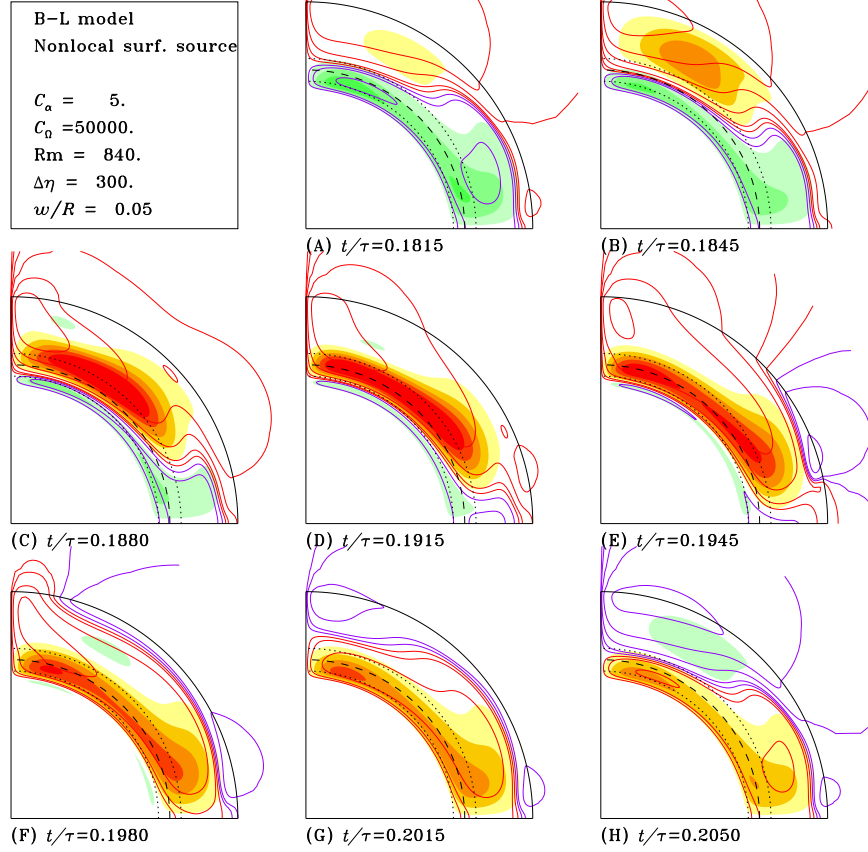 B-L model
Nonlocal surf. source
C_α = 5.
C_Ω =50000.
Rm = 840.
Δη = 300.
w/R = 0.05
(A) t/τ=0.1815
(B) t/τ=0.1845
(C) t/τ=0.1880
(D) t/τ=0.1915
(E) t/τ=0.1945
(F) t/τ=0.1980
(G) t/τ=0.2015
(H) t/τ=0.2050